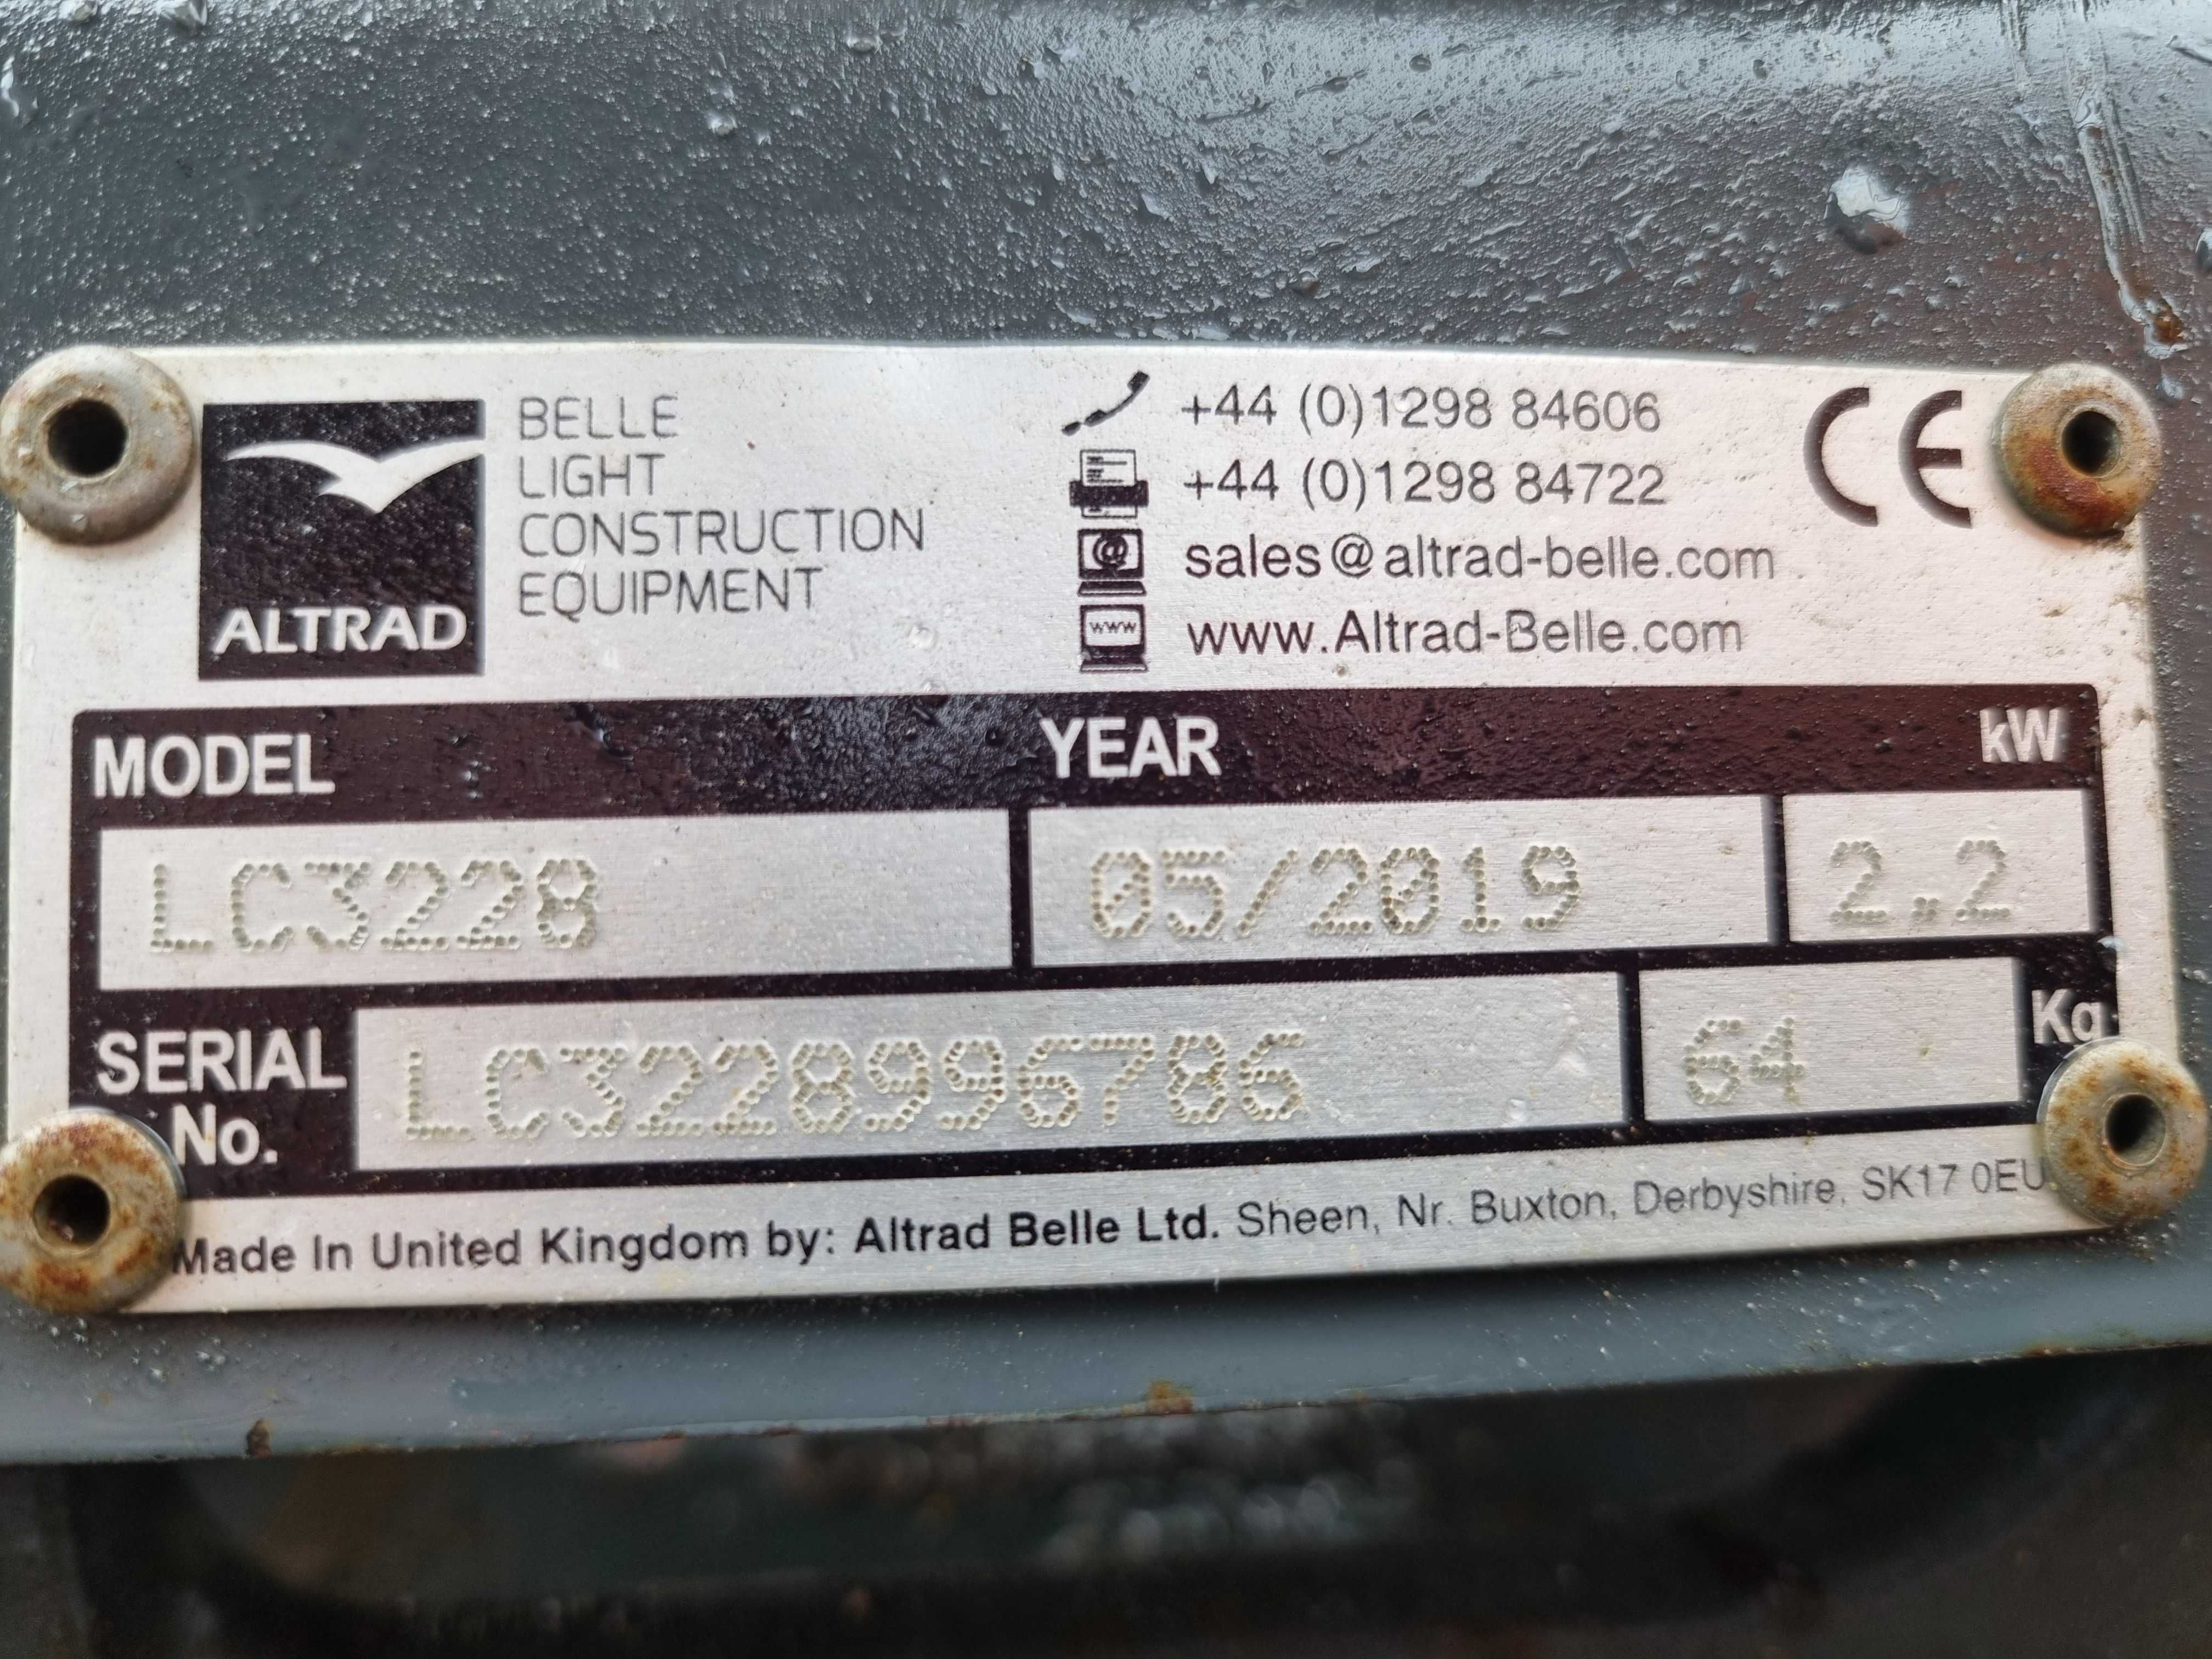 ALTRAD
BELLE
LIGHT
CONSTRUCTION
EQUIPMENT
+44 (0)1298 84606
+44 (0)1298 84722
@ sales@altrad-belle.com
www www.Altrad-Belle.com
CE
MODEL YEAR kW
LC3228 05/2019 2.2
SERIAL No. LC3228996786 64 Kg
Made In United Kingdom by: Altrad Belle Ltd. Sheen, Nr. Buxton, Derbyshire, SK17 0EU